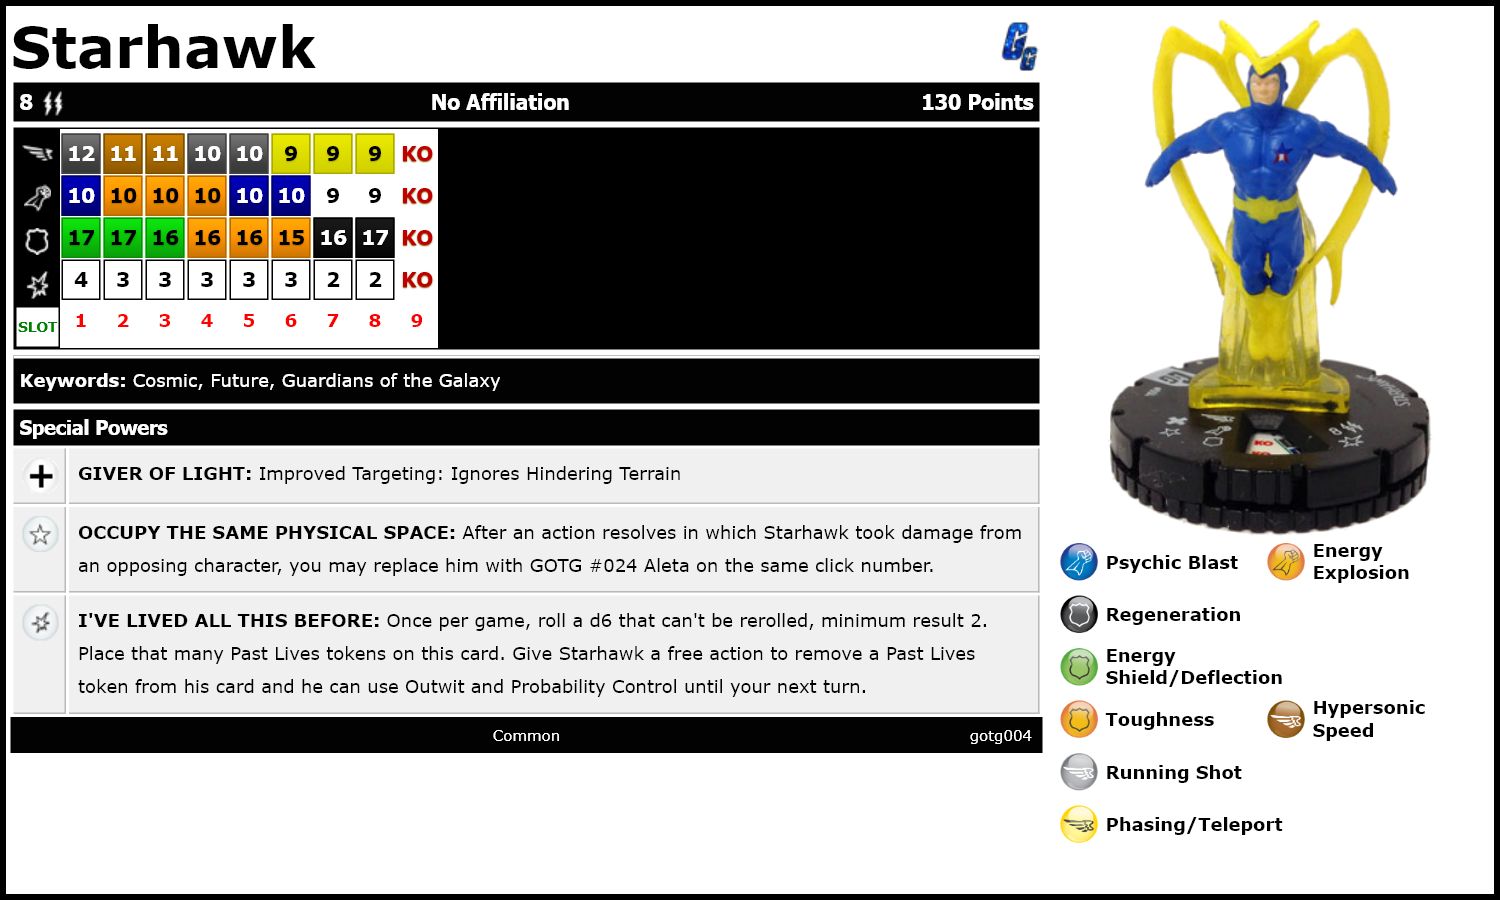 Starhawk
GG
8 No Affiliation 130 Points
12 11 11 10 10 9 9 9 KO
10 10 10 10 10 10 9 9 KO
17 17 16 16 16 15 16 17 KO
4 3 3 3 3 3 2 2 KO
SLOT 1 2 3 4 5 6 7 8 9
Keywords: Cosmic, Future, Guardians of the Galaxy
Special Powers
GIVER OF LIGHT: Improved Targeting: Ignores Hindering Terrain
OCCUPY THE SAME PHYSICAL SPACE: After an action resolves in which Starhawk took damage from
an opposing character, you may replace him with GOTG #024 Aleta on the same click number.
I'VE LIVED ALL THIS BEFORE: Once per game, roll a d6 that can't be rerolled, minimum result 2.
Place that many Past Lives tokens on this card. Give Starhawk a free action to remove a Past Lives
token from his card and he can use Outwit and Probability Control until your next turn.
Common gotg004
STARHAWK
8
KO
Psychic Blast
Energy
Explosion
Regeneration
Energy
Shield/Deflection
Toughness
Hypersonic
Speed
Running Shot
Phasing/Teleport